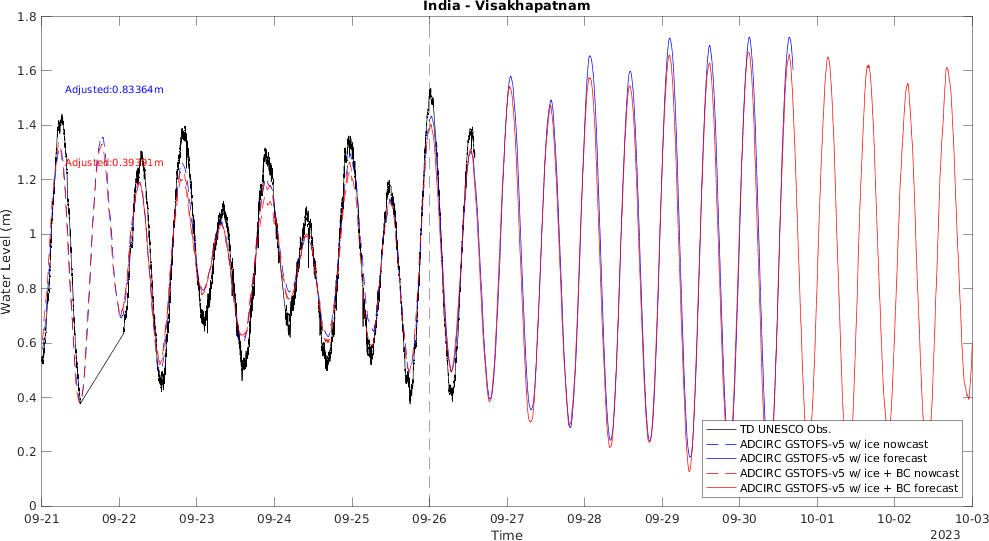 India - Visakhapatnam
1.8
1.6
1.4
1.2
1
0.8
0.6
0.4
0.2
0
Water Level (m)
Adjusted:0.83364m
Adjusted:0.39391m
TD UNESCO Obs.
ADCIRC GSTOFS-v5 w/ ice nowcast
ADCIRC GSTOFS-v5 w/ ice forecast
ADCIRC GSTOFS-v5 w/ ice + BC nowcast
ADCIRC GSTOFS-v5 w/ ice + BC forecast
09-21 09-22 09-23 09-24 09-25 09-26 09-27 09-28 09-29 09-30 10-01 10-02 10-03
Time
2023